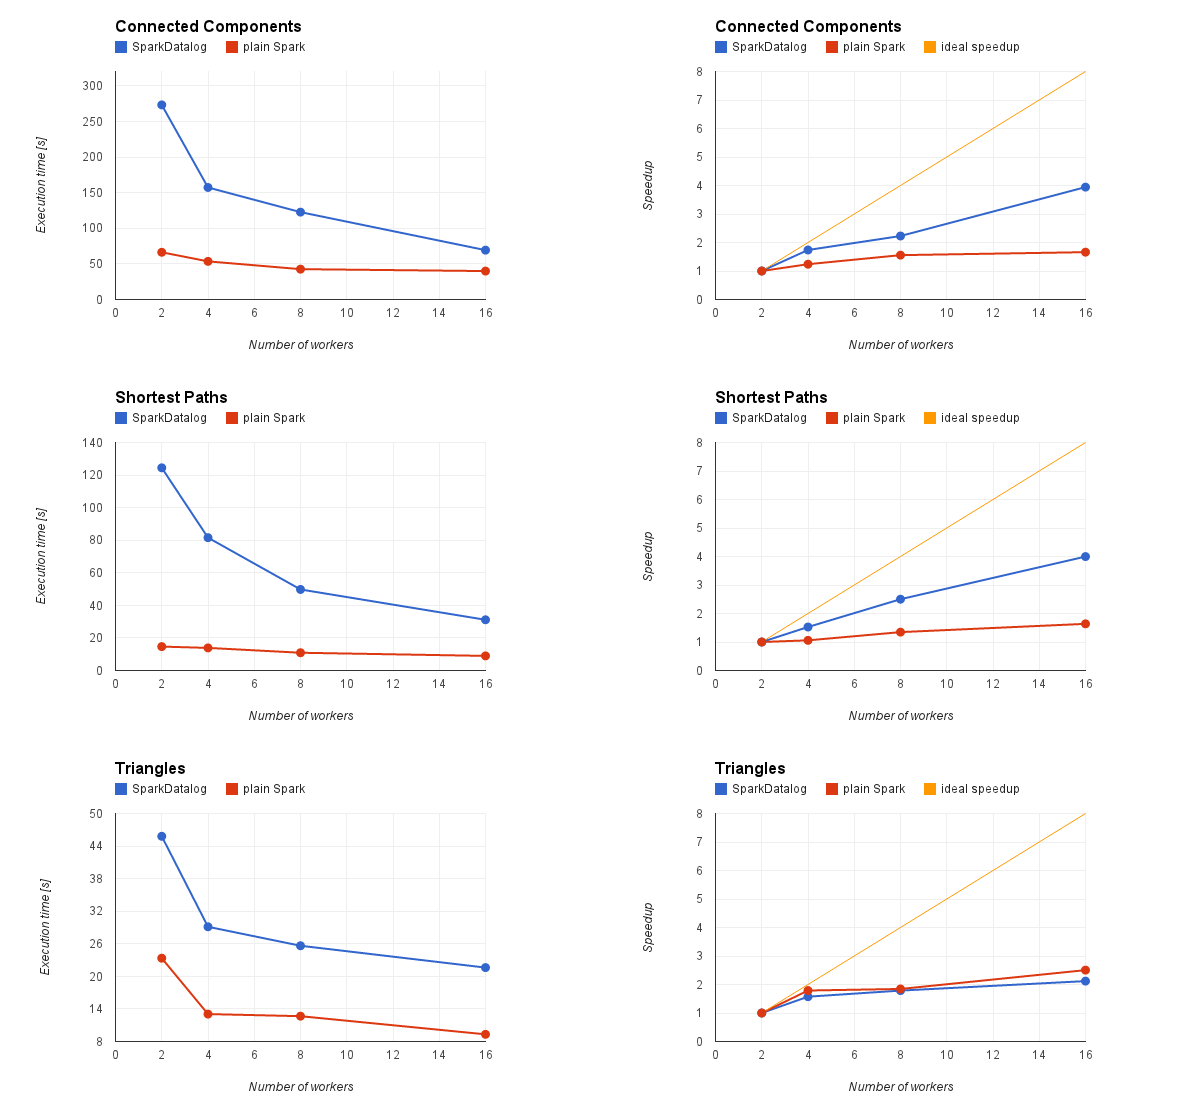 Connected Components
SparkDatalog plain Spark
300
250
200
150
100
50
0
0 2 4 6 8 10 12 14 16
Execution time [s]
Number of workers
Connected Components
SparkDatalog plain Spark ideal speedup
8
7
6
5
4
3
2
1
0
0 2 4 6 8 10 12 14 16
Speedup
Number of workers
Shortest Paths
SparkDatalog plain Spark
140
120
100
80
60
40
20
0
0 2 4 6 8 10 12 14 16
Execution time [s]
Number of workers
Shortest Paths
SparkDatalog plain Spark ideal speedup
8
7
6
5
4
3
2
1
0
0 2 4 6 8 10 12 14 16
Speedup
Number of workers
Triangles
SparkDatalog plain Spark
50
44
38
32
26
20
14
8
0 2 4 6 8 10 12 14 16
Execution time [s]
Number of workers
Triangles
SparkDatalog plain Spark ideal speedup
8
7
6
5
4
3
2
1
0
0 2 4 6 8 10 12 14 16
Speedup
Number of workers